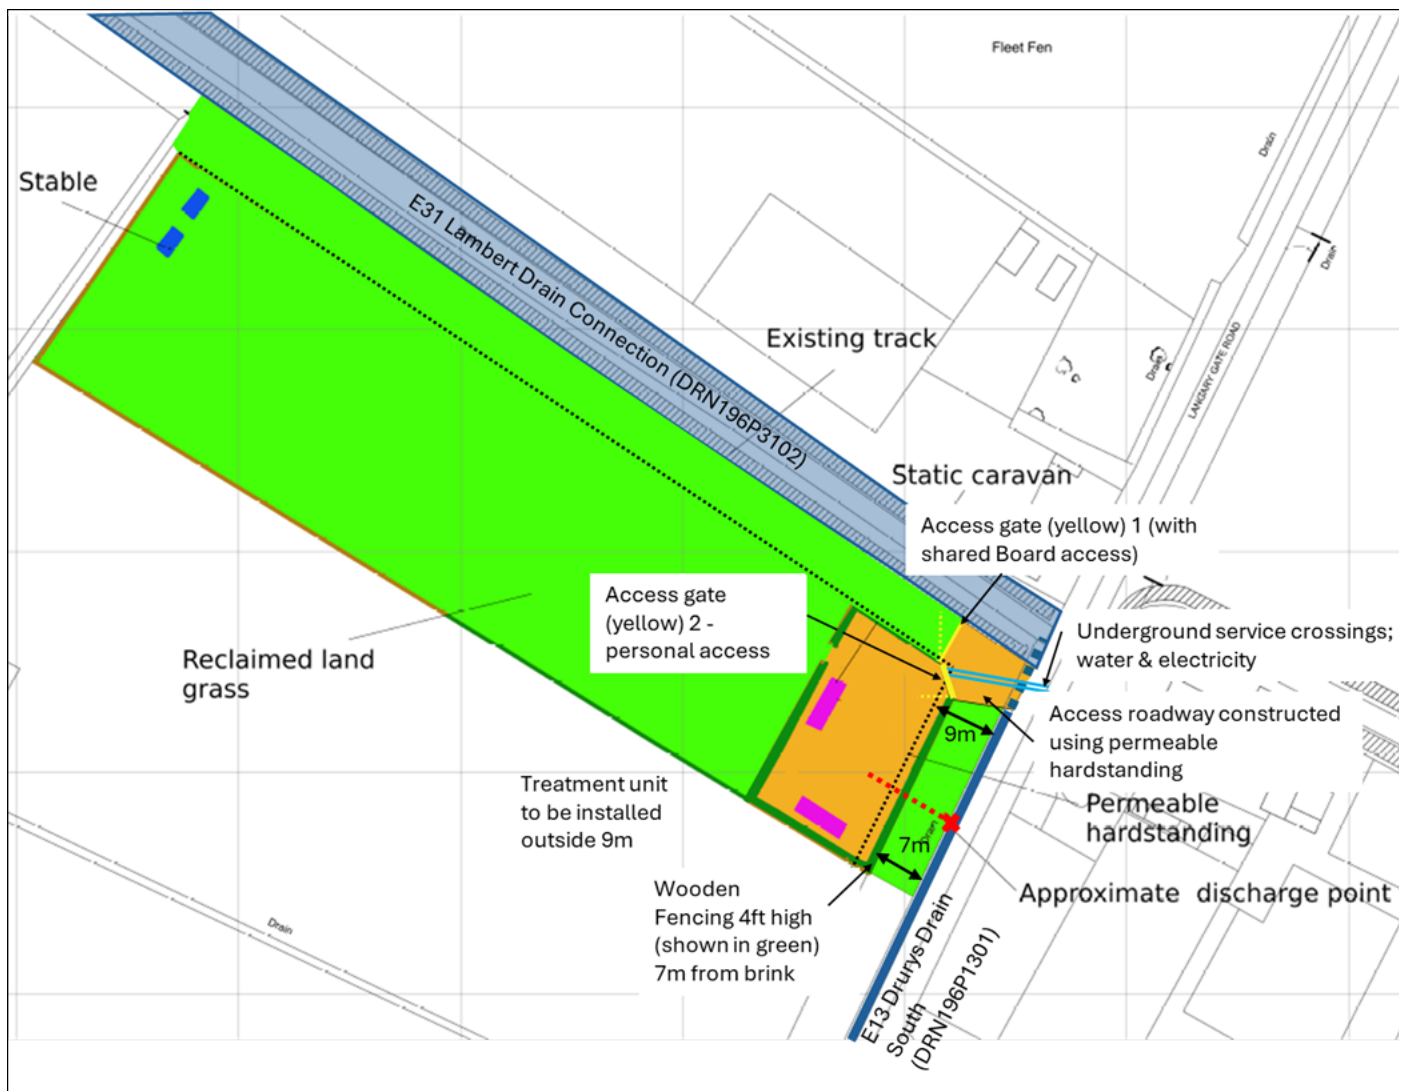 Fleet Fen
Drain
Drain
Stable
E31 Lambert Drain Connection (DRN196P3102)
Existing track
Drain
LANGARY GATE ROAD
Static caravan
Access gate (yellow) 1 (with
shared Board access)
Access gate
(yellow) 2 -
personal access
Underground service crossings;
water & electricity
Reclaimed land
grass
Access roadway constructed
using permeable
hardstanding
9m
Treatment unit
to be installed
outside 9m
Permeable
hardstanding
Drain
7m
Approximate discharge point
Wooden
Fencing 4ft high
(shown in green)
7m from brink
Drain
E13 Drurys Drain
South
(DRN196P1301)